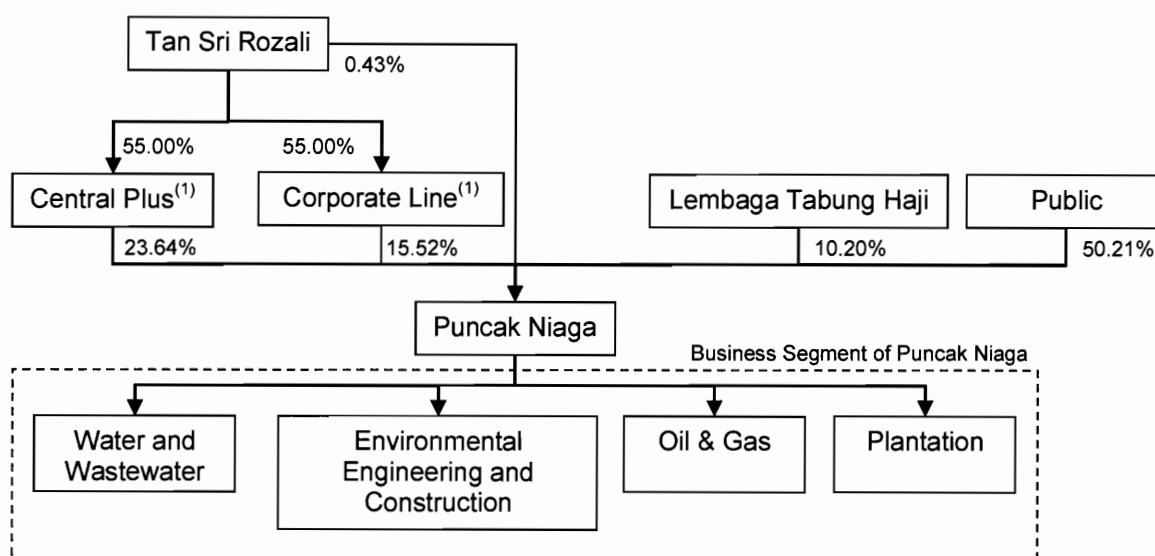 Tan Sri Rozali
0.43%
55.00%
55.00%
Central Plus(1)
Corporate Line(1)
Lembaga Tabung Haji
Public
23.64%
15.52%
10.20%
50.21%
Puncak Niaga
Business Segment of Puncak Niaga
Water and
Wastewater
Environmental
Engineering and
Construction
Oil & Gas
Plantation